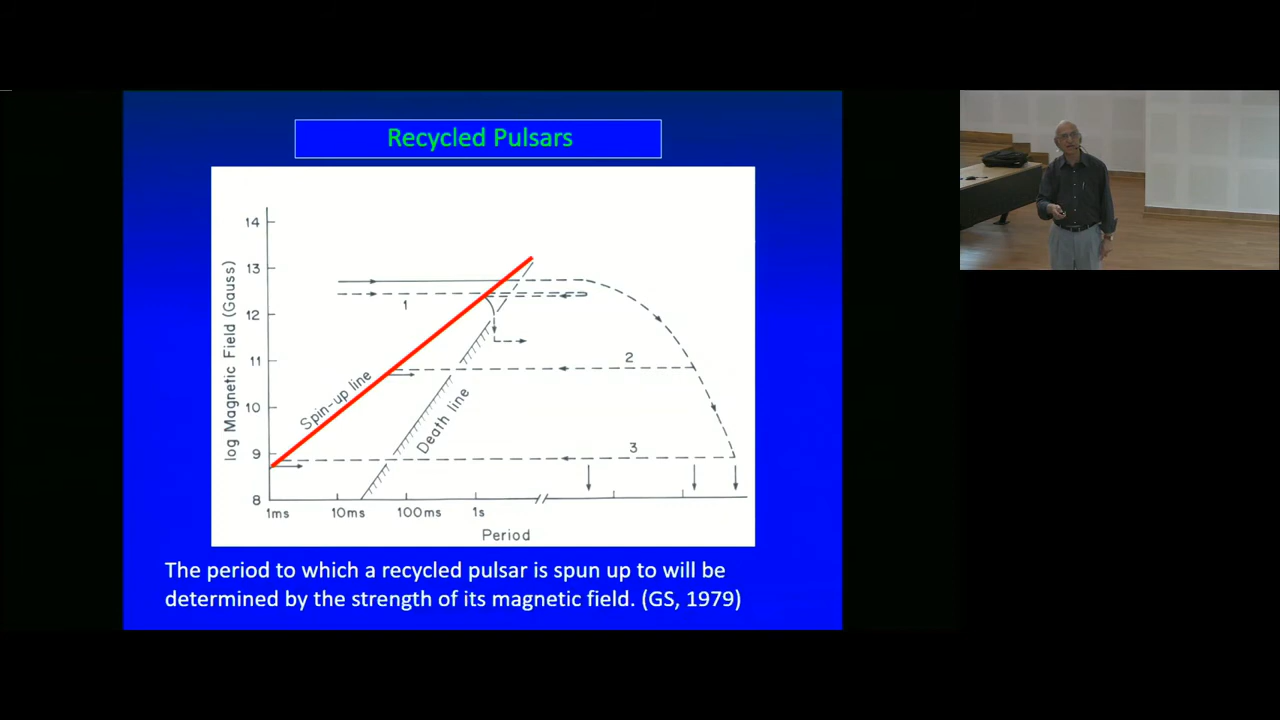 Recycled Pulsars
14
13
12
11
10
9
8
log Magnetic Field (Gauss)
1
2
3
Spin-up line
Death line
1ms 10ms 100ms 1s
Period
The period to which a recycled pulsar is spun up to will be
determined by the strength of its magnetic field. (GS, 1979)